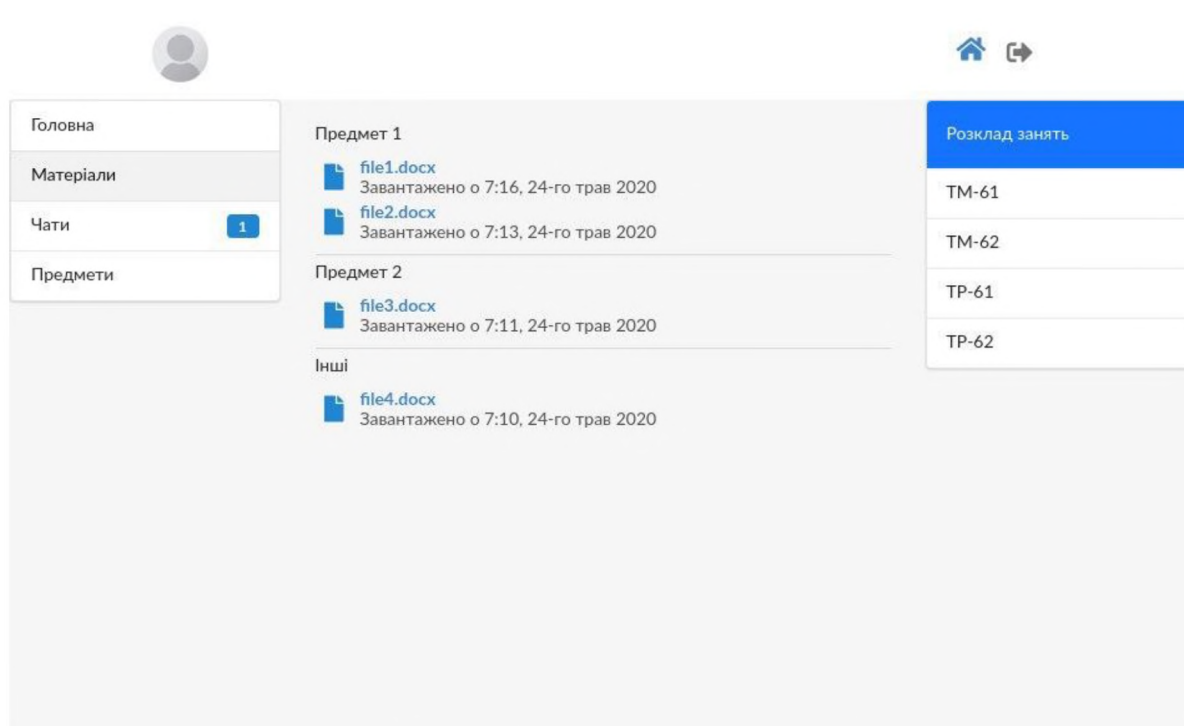 Головна
Матеріали
Чати 1
Предмети
Предмет 1
file1.docx
Завантажено о 7:16, 24-го трав 2020
file2.docx
Завантажено о 7:13, 24-го трав 2020
Предмет 2
file3.docx
Завантажено о 7:11, 24-го трав 2020
Інші
file4.docx
Завантажено о 7:10, 24-го трав 2020
Розклад занять
ТМ-61
ТМ-62
ТР-61
ТР-62